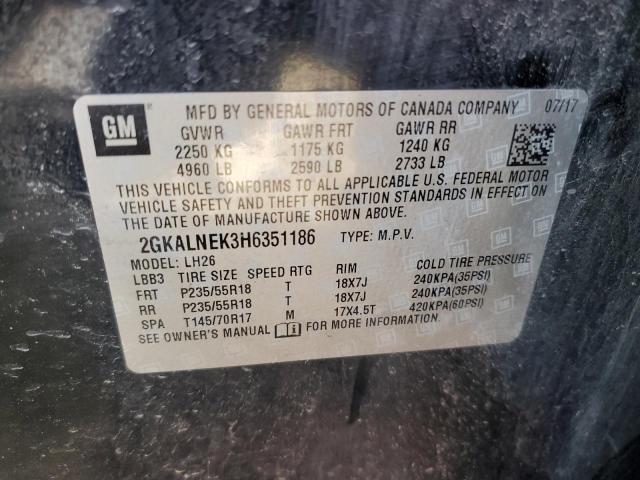 GM
MFD BY GENERAL MOTORS OF CANADA COMPANY 07/17
GVWR GAWR FRT GAWR RR
2250 KG 1175 KG 1240 KG
4960 LB 2590 LB 2733 LB
THIS VEHICLE CONFORMS TO ALL APPLICABLE U.S. FEDERAL MOTOR
VEHICLE SAFETY AND THEFT PREVENTION STANDARDS IN EFFECT ON
THE DATE OF MANUFACTURE SHOWN ABOVE.
2GKALNEK3H6351186 TYPE: M.P.V.
MODEL: LH26
LBB3 TIRE SIZE SPEED RTG RIM COLD TIRE PRESSURE
FRT P235/55R18 T 18X7J 240KPA(35PSI)
RR P235/55R18 T 18X7J 240KPA(35PSI)
SPA T145/70R17 M 17X4.5T 420KPA(60PSI)
SEE OWNER'S MANUAL FOR MORE INFORMATION.